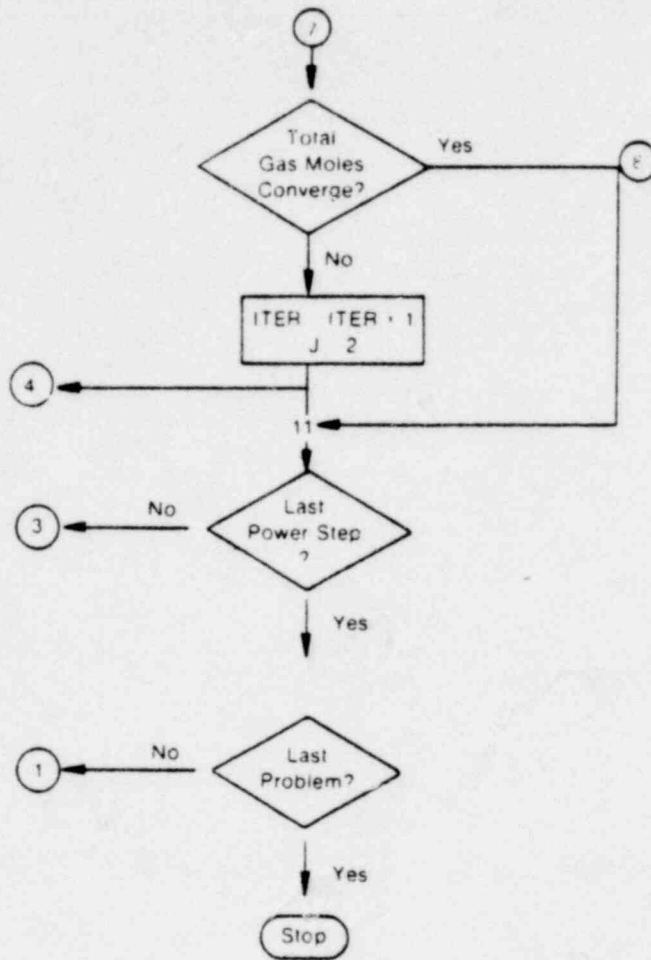 7
Total
Gas Moles
Converge?
Yes
8
No
ITER ITER + 1
J 2
4
11
Last
Power Step
?
No
3
Yes
Last
Problem?
No
1
Yes
Stop